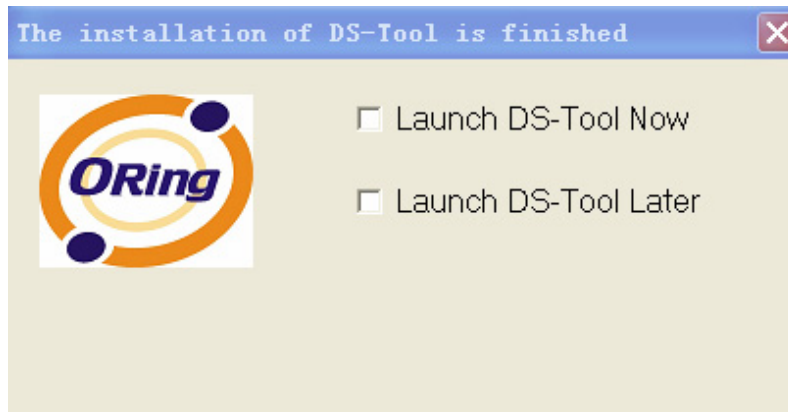 The installation of DS-Tool is finished
ORing
Launch DS-Tool Now
Launch DS-Tool Later